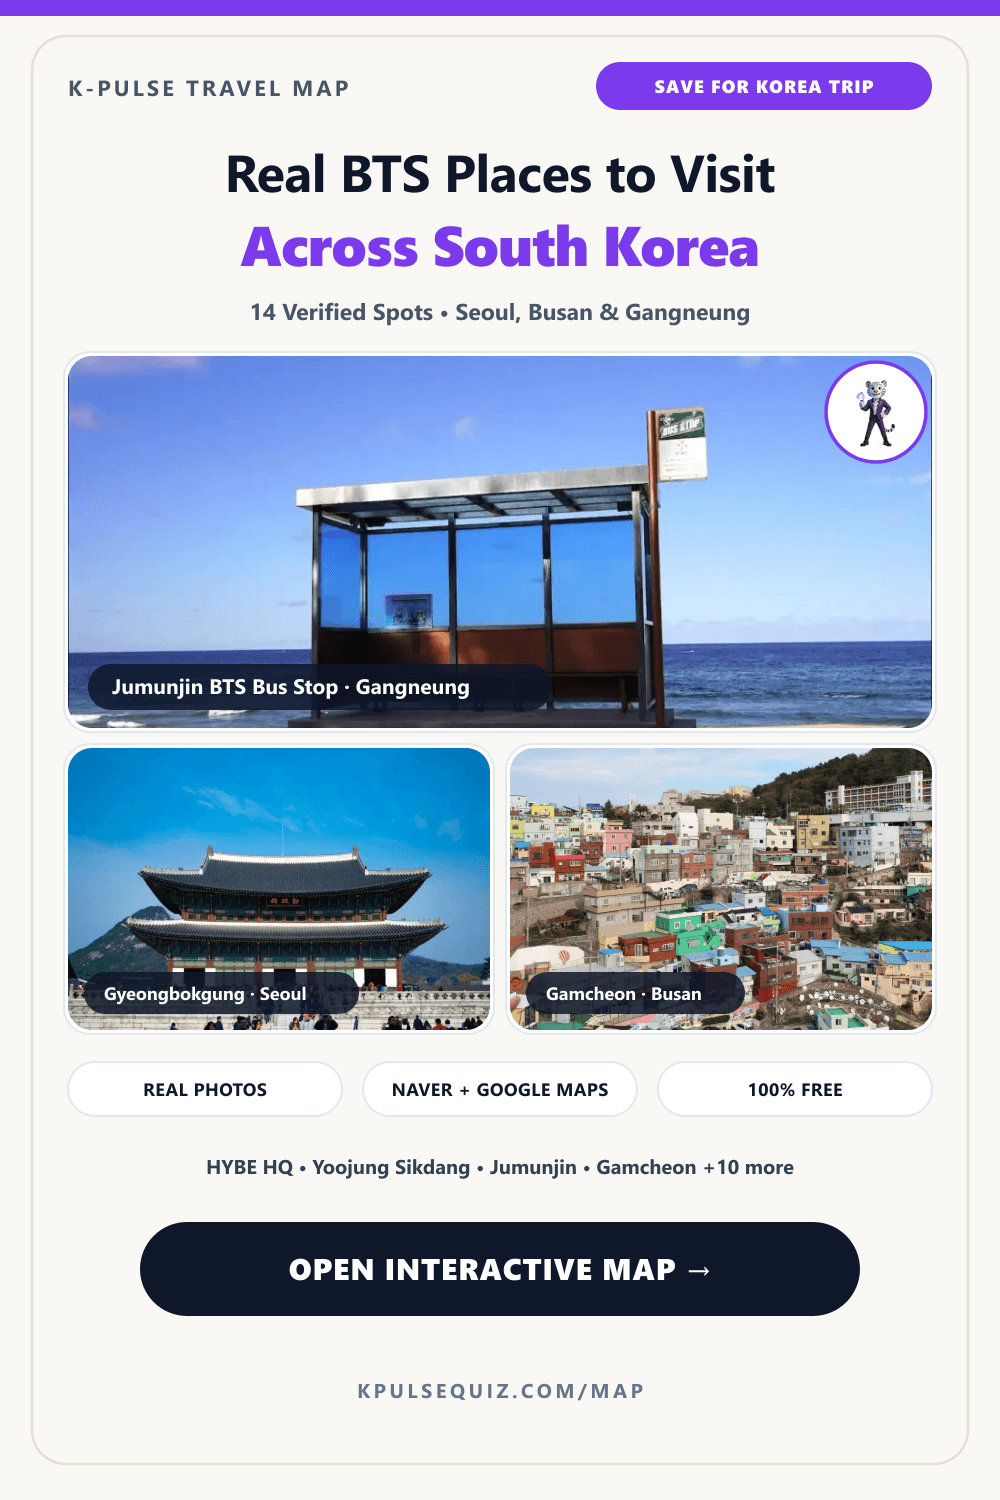 K-PULSE TRAVEL MAP
SAVE FOR KOREA TRIP
Real BTS Places to Visit
Across South Korea
14 Verified Spots • Seoul, Busan & Gangneung
BUS STOP
Jumunjin BTS Bus Stop · Gangneung
Gyeongbokgung · Seoul
Gamcheon · Busan
REAL PHOTOS
NAVER + GOOGLE MAPS
100% FREE
HYBE HQ • Yoojung Sikdang • Jumunjin • Gamcheon +10 more
OPEN INTERACTIVE MAP →
KPULSEQUIZ.COM/MAP